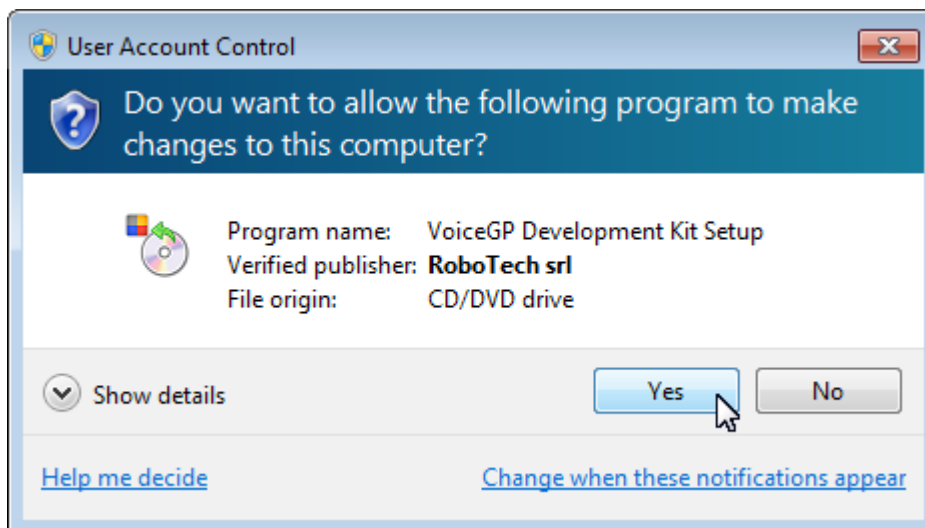 User Account Control
Do you want to allow the following program to make
changes to this computer?
Program name: VoiceGP Development Kit Setup
Verified publisher: RoboTech srl
File origin: CD/DVD drive
Show details
Yes
No
Help me decide
Change when these notifications appear